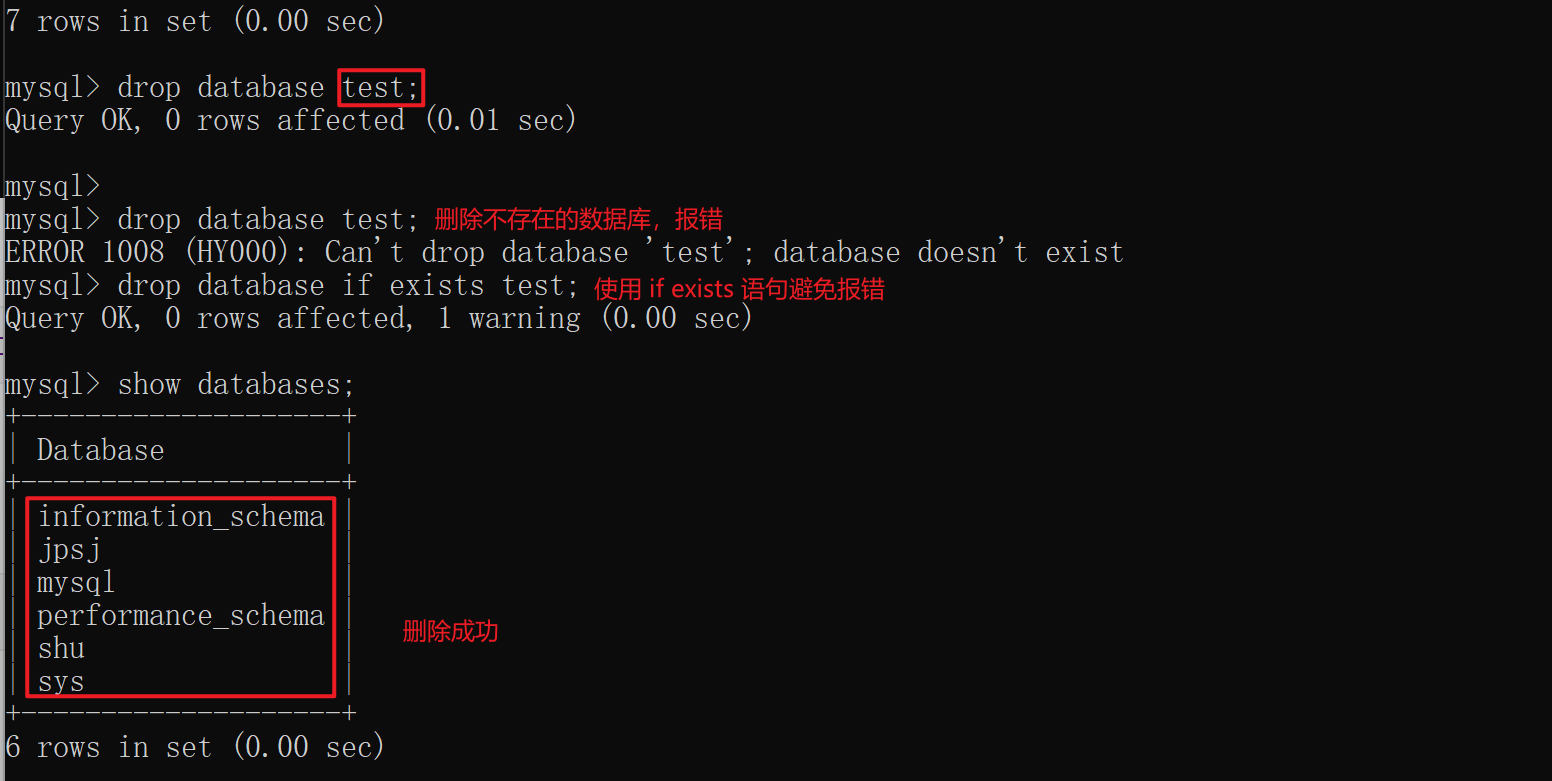 7 rows in set (0.00 sec)
mysql> drop database test;
Query OK, 0 rows affected (0.01 sec)
mysql>
mysql> drop database test; 删除不存在的数据库，报错
ERROR 1008 (HY000): Can't drop database 'test'; database doesn't exist
mysql> drop database if exists test; 使用 if exists 语句避免报错
Query OK, 0 rows affected, 1 warning (0.00 sec)
mysql> show databases;
+--------------------+
| Database           |
+--------------------+
| information_schema |
| jpsj               |
| mysql              |
| performance_schema |
| shu                | 删除成功
| sys                |
+--------------------+
6 rows in set (0.00 sec)